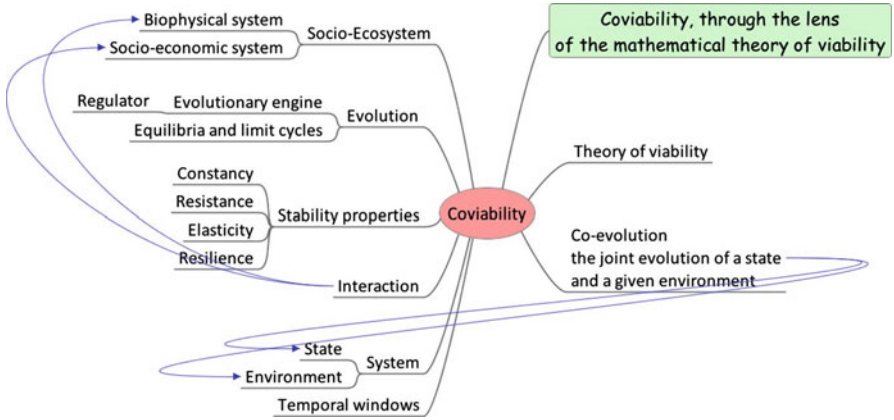 Coviability, through the lens
of the mathematical theory of viability
Biophysical system
Socio-economic system
Socio-Ecosystem
Regulator
Evolutionary engine
Equilibria and limit cycles
Evolution
Constancy
Resistance
Elasticity
Resilience
Stability properties
Interaction
State
Environment
System
Temporal windows
Coviability
Theory of viability
Co-evolution
the joint evolution of a state
and a given environment